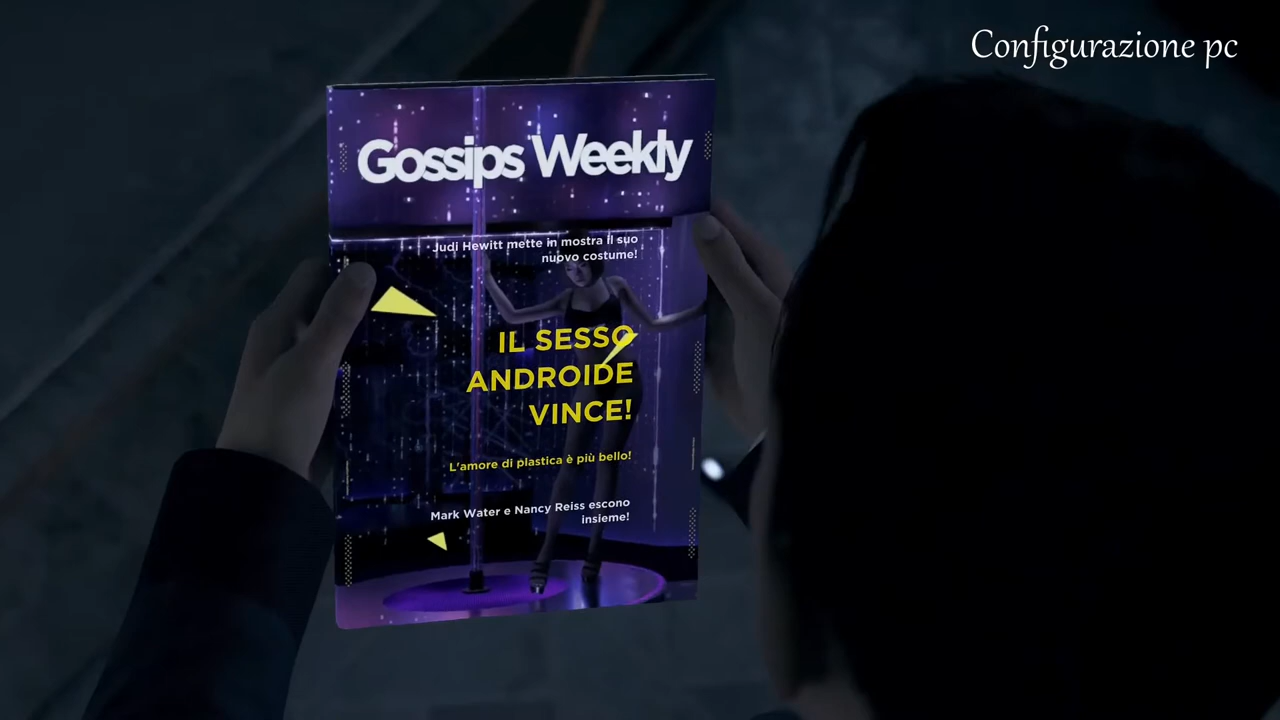 Configurazione pc
Gossips Weekly
Judi Hewitt mette in mostra il suo
nuovo costume!
IL SESSO
ANDROIDE
VINCE!
L'amore di plastica è più bello!
Mark Water e Nancy Reiss escono
insieme!